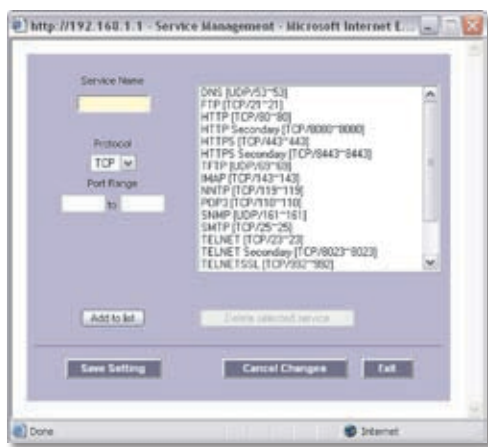 http://192.168.1.1 - Service Management - Microsoft Internet E...
Service Name
Protocol
TCP
Port Range
to
DNS [UDP/53~53]
FTP [TCP/21~21]
HTTP [TCP/80~80]
HTTP Seconday [TCP/8080~8080]
HTTPS [TCP/443~443]
HTTPS Seconday [TCP/8443~8443]
TFTP [UDP/69~69]
IMAP [TCP/143~143]
NNTP [TCP/119~119]
POP3 [TCP/110~110]
SNMP [UDP/161~161]
SMTP [TCP/25~25]
TELNET [TCP/23~23]
TELNET Seconday [TCP/8023~8023]
TELNETSSL [TCP/992~992]
Add to list
Delete selected service
Save Setting
Cancel Changes
Exit
Done
Internet